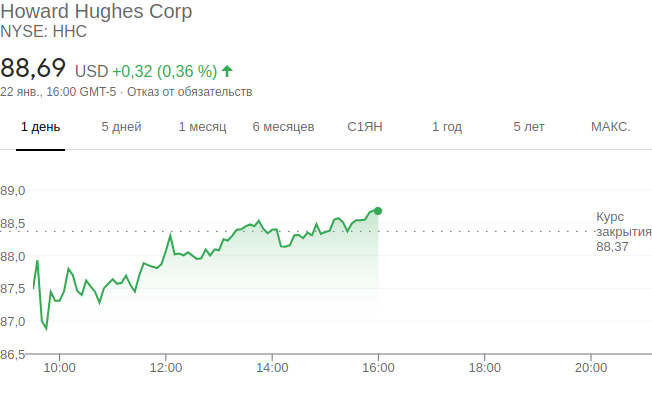 Howard Hughes Corp
NYSE: HHC
88,69 USD +0,32 (0,36 %)
22 янв., 16:00 GMT-5 · Отказ от обязательств
1 день 5 дней 1 месяц 6 месяцев С1ЯН 1 год 5 лет МАКС.
89,0
88,5
88,0
87,5
87,0
86,5
Курс
закрытия
88,37
10:00 12:00 14:00 16:00 18:00 20:00